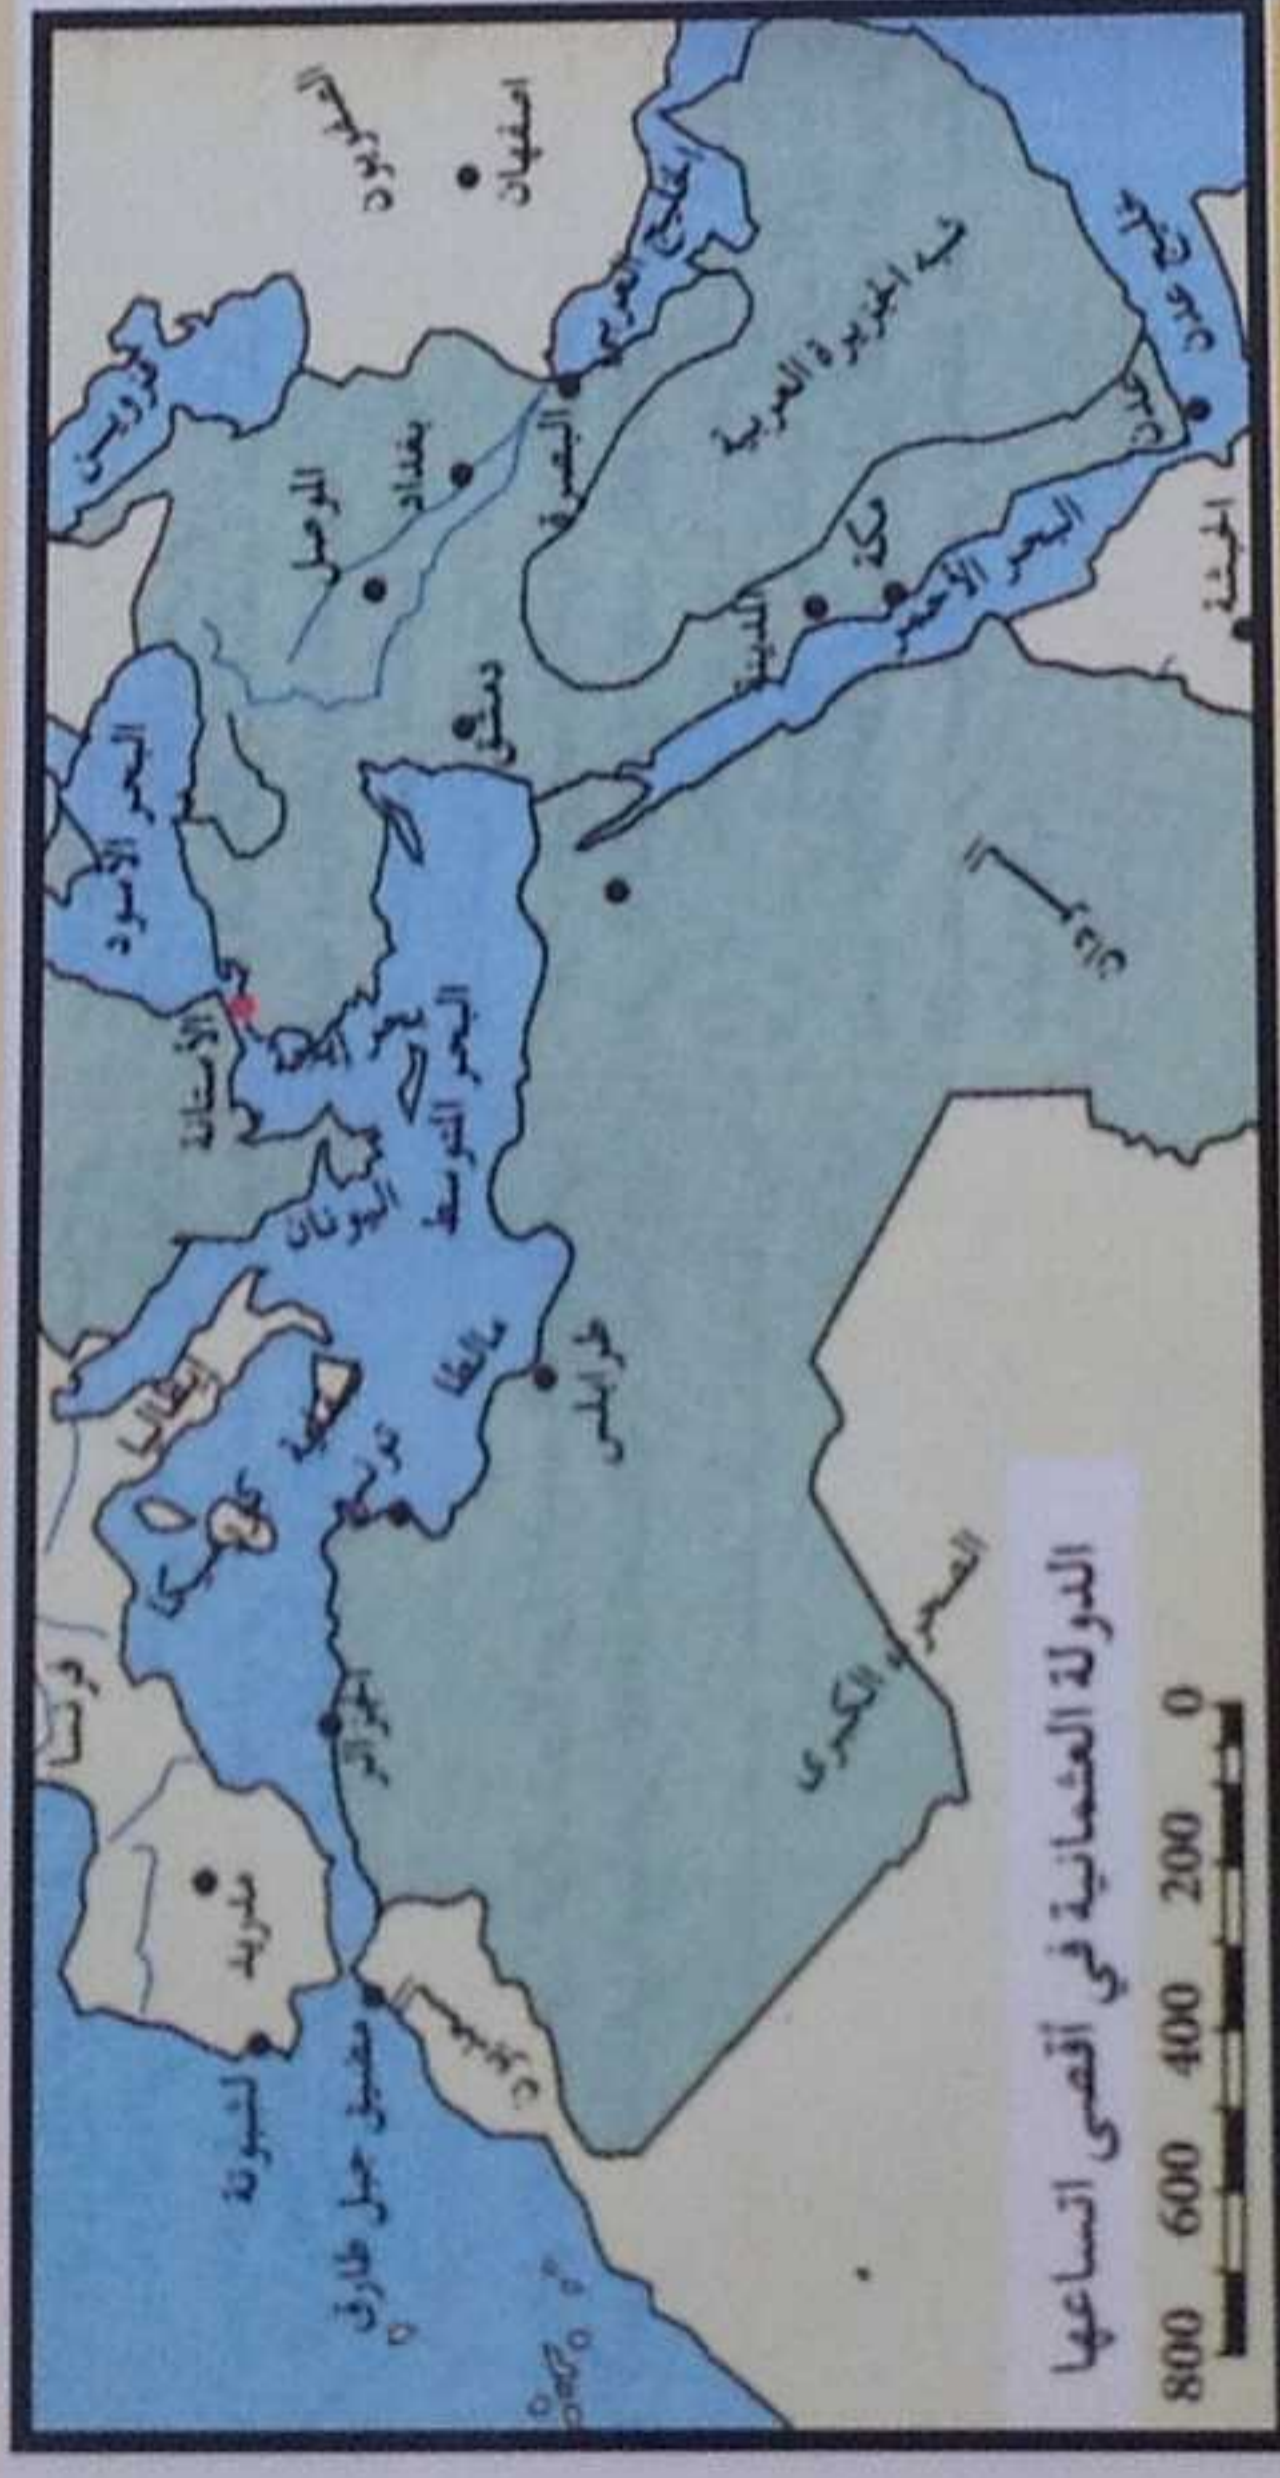 الدولة العثمانية في أقصى اتساعها
800 600 400 200 0
فرنسا
مدريد
لشبونة
مضيق جبل طارق
الجزائر
تونس
طرابلس
مالطا
إيطاليا
اليونان
البحر المتوسط
الأستانة
البحر الأسود
قزوين
الموصل
بغداد
البصرة
دمشق
الصفويون
اصفهان
الخليج العربي
شبه الجزيرة العربية
المدينة
مكة
البحر الأحمر
عدن
خليج عدن
الحبشة
الصحراء الكبرى